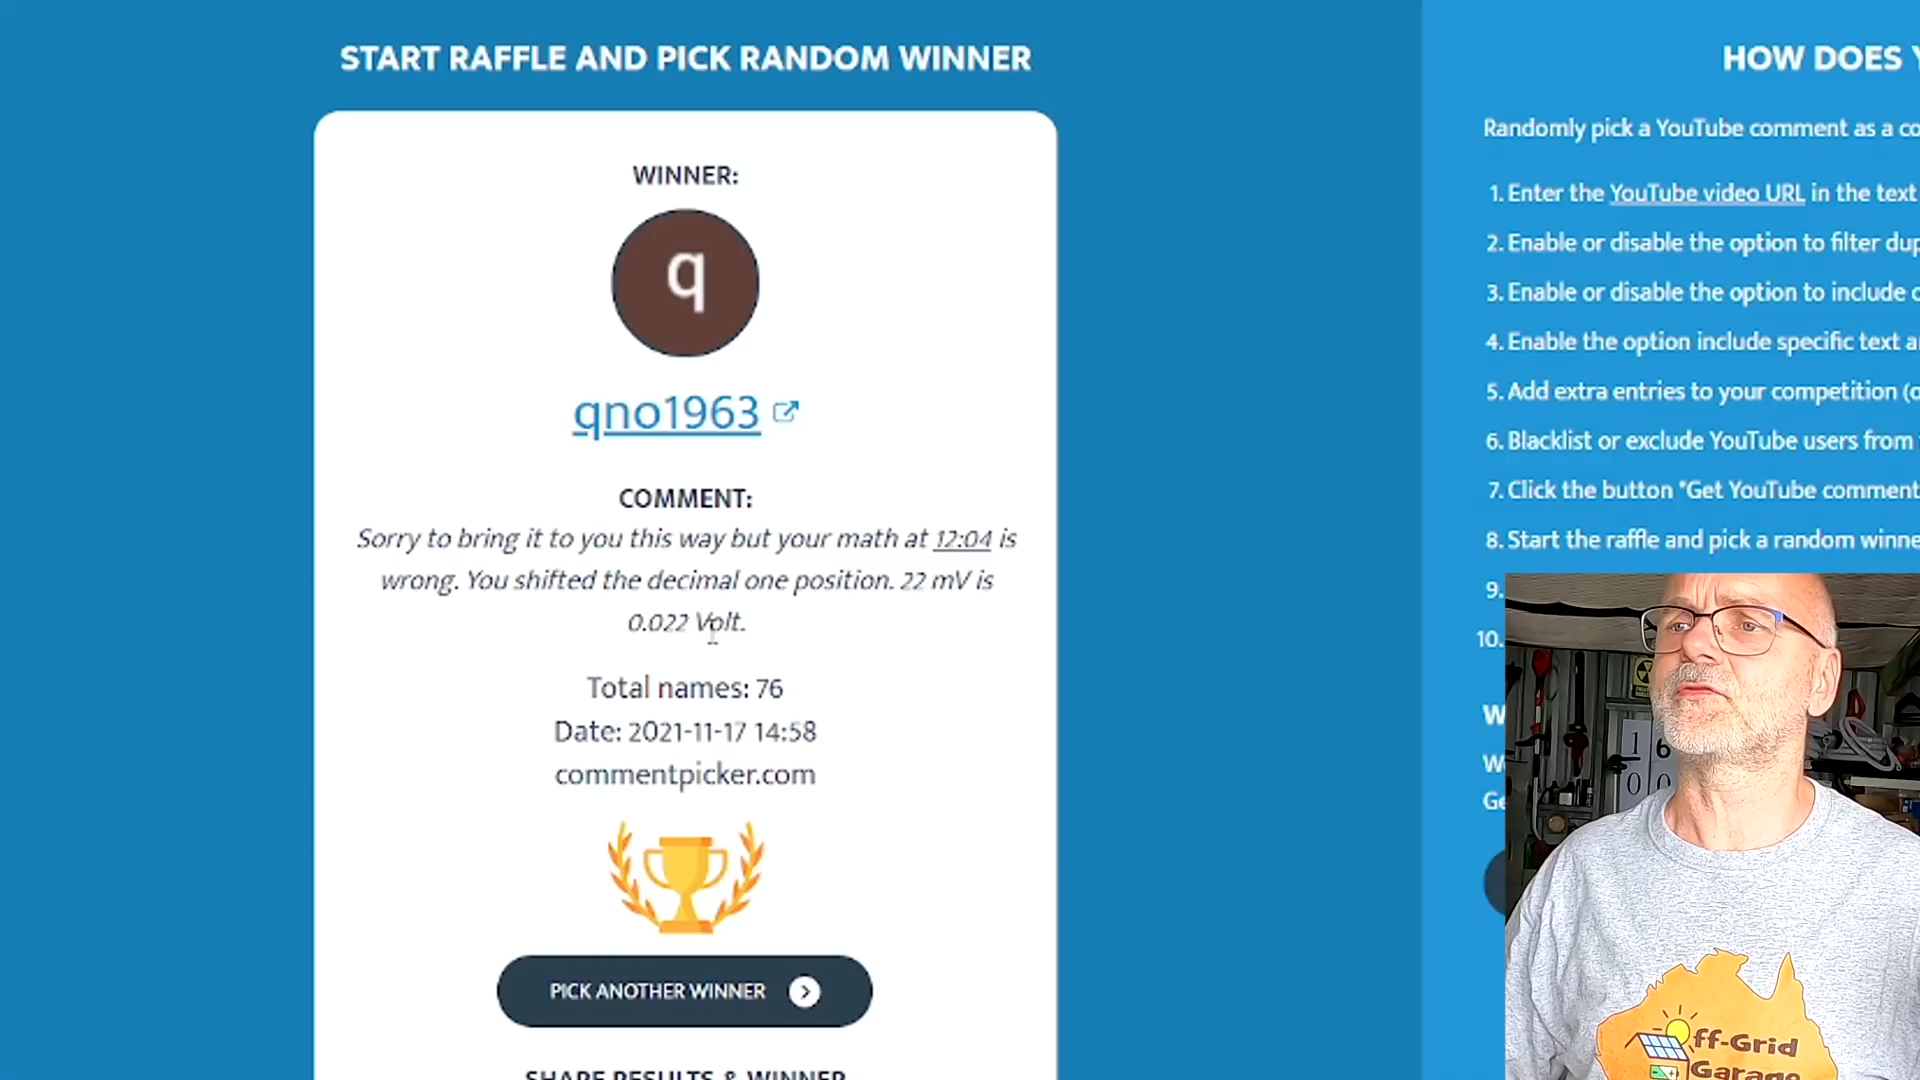 START RAFFLE AND PICK RANDOM WINNER
WINNER:
q
qno1963
COMMENT:
Sorry to bring it to you this way but your math at 12:04 is
wrong. You shifted the decimal one position. 22 mV is
0.022 Volt.
Total names: 76
Date: 2021-11-17 14:58
commentpicker.com
PICK ANOTHER WINNER
SHARE RESULTS & WINNER
HOW DOES
Randomly pick a YouTube comment as a
1. Enter the YouTube video URL in the text
2. Enable or disable the option to filter
3. Enable or disable the option to include
4. Enable the option include specific text
5. Add extra entries to your competition
6. Blacklist or exclude YouTube users from
7. Click the button "Get YouTube comment
8. Start the raffle and pick a random
9.
10.
16
00
ff-Grid
Garage